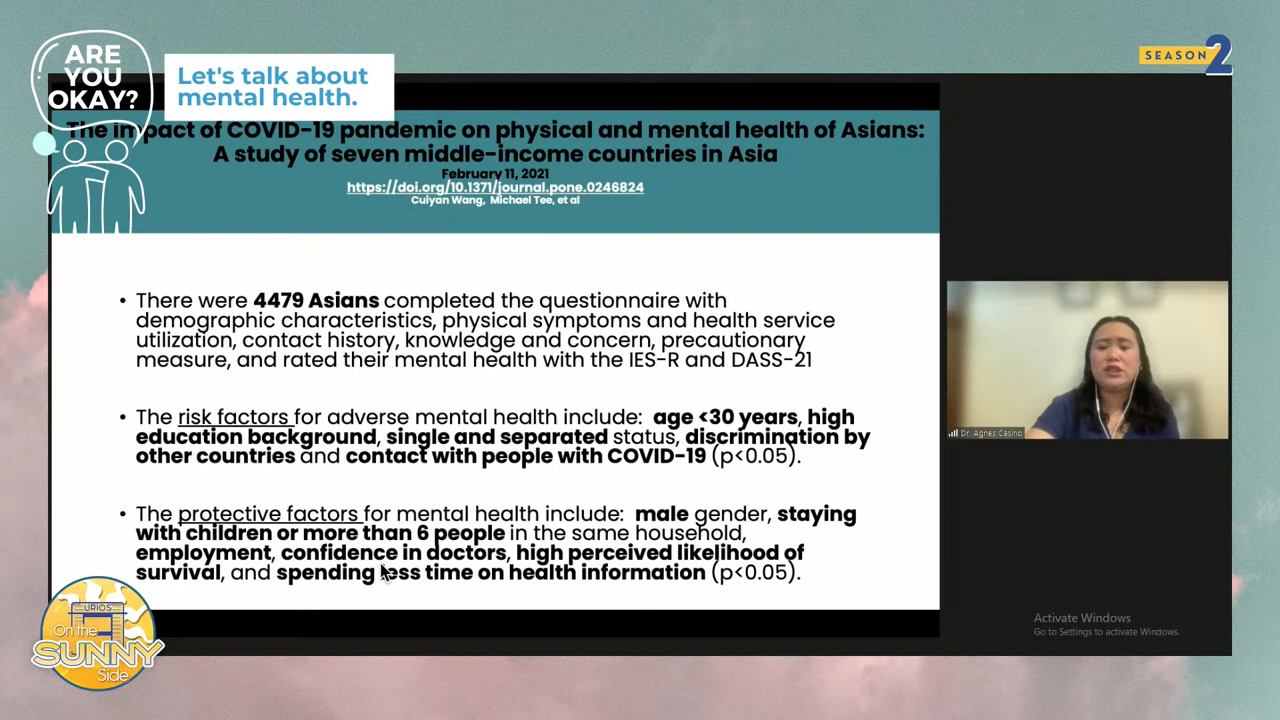 ARE
YOU
OKAY?
Let's talk about
mental health.
SEASON 2
The impact of COVID-19 pandemic on physical and mental health of Asians:
A study of seven middle-income countries in Asia
February 11, 2021
https://doi.org/10.1371/journal.pone.0246824
Cuiyan Wang, Michael Tee, et al
• There were 4479 Asians completed the questionnaire with
demographic characteristics, physical symptoms and health service
utilization, contact history, knowledge and concern, precautionary
measure, and rated their mental health with the IES-R and DASS-21
• The risk factors for adverse mental health include: age <30 years, high
education background, single and separated status, discrimination by
other countries and contact with people with COVID-19 (p<0.05).
• The protective factors for mental health include: male gender, staying
with children or more than 6 people in the same household,
employment, confidence in doctors, high perceived likelihood of
survival, and spending less time on health information (p<0.05).
Dr. Agnes Casino
Activate Windows
Go to Settings to activate Windows.
URIOS
On the
SUNNY
Side